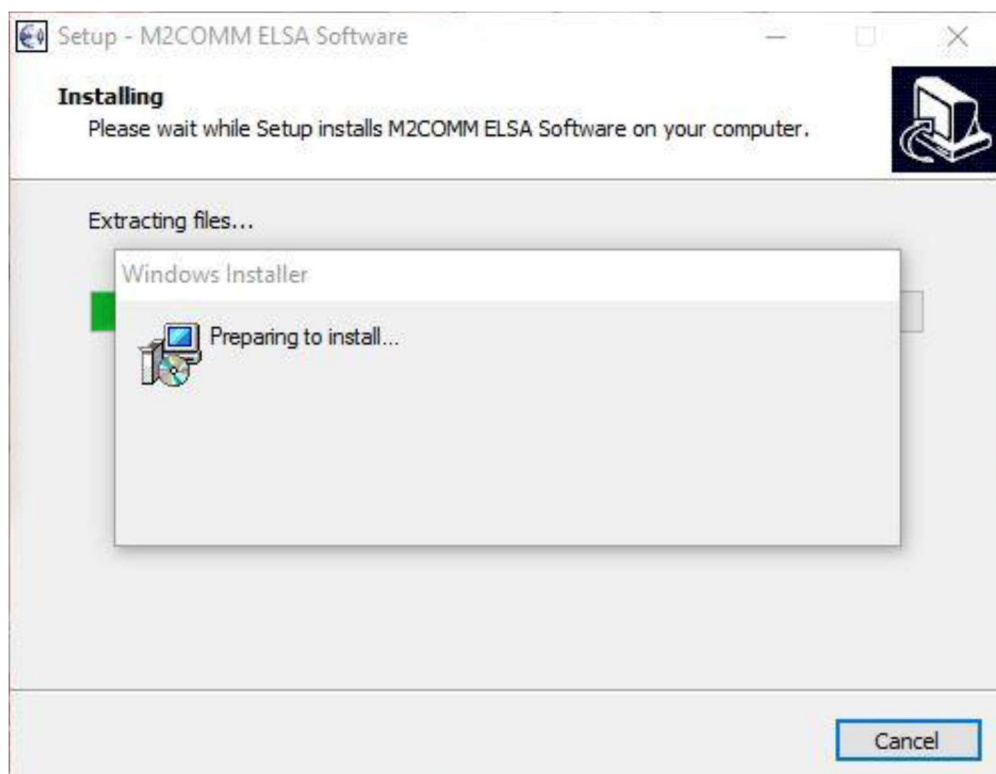 Setup - M2COMM ELSA Software
Installing
Please wait while Setup installs M2COMM ELSA Software on your computer.
Extracting files...
Windows Installer
Preparing to install...
Cancel